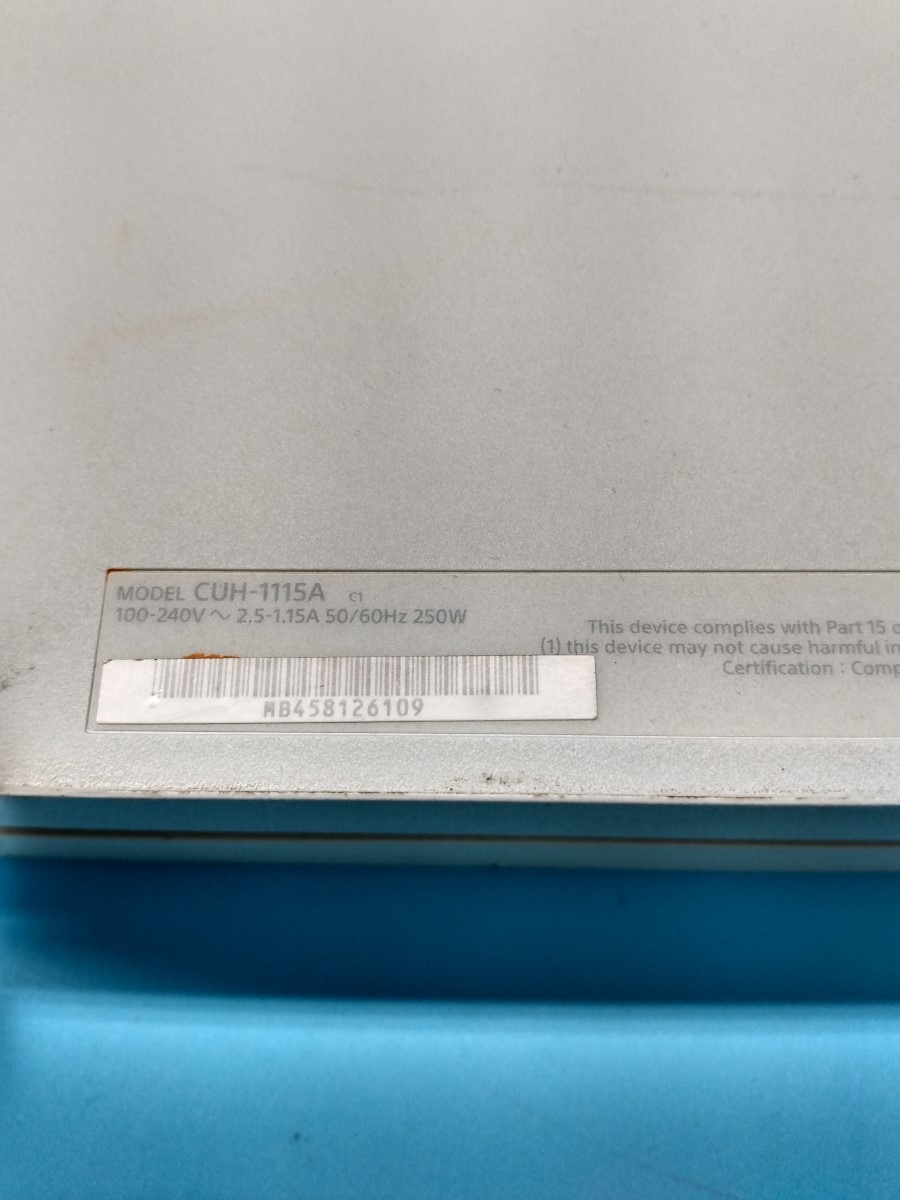 MODEL CUH-1115A C1
100-240V ～ 2.5-1.15A 50/60Hz 250W
This device complies with Part 15 o
(1) this device may not cause harmful in
Certification : Comp
MB458126109